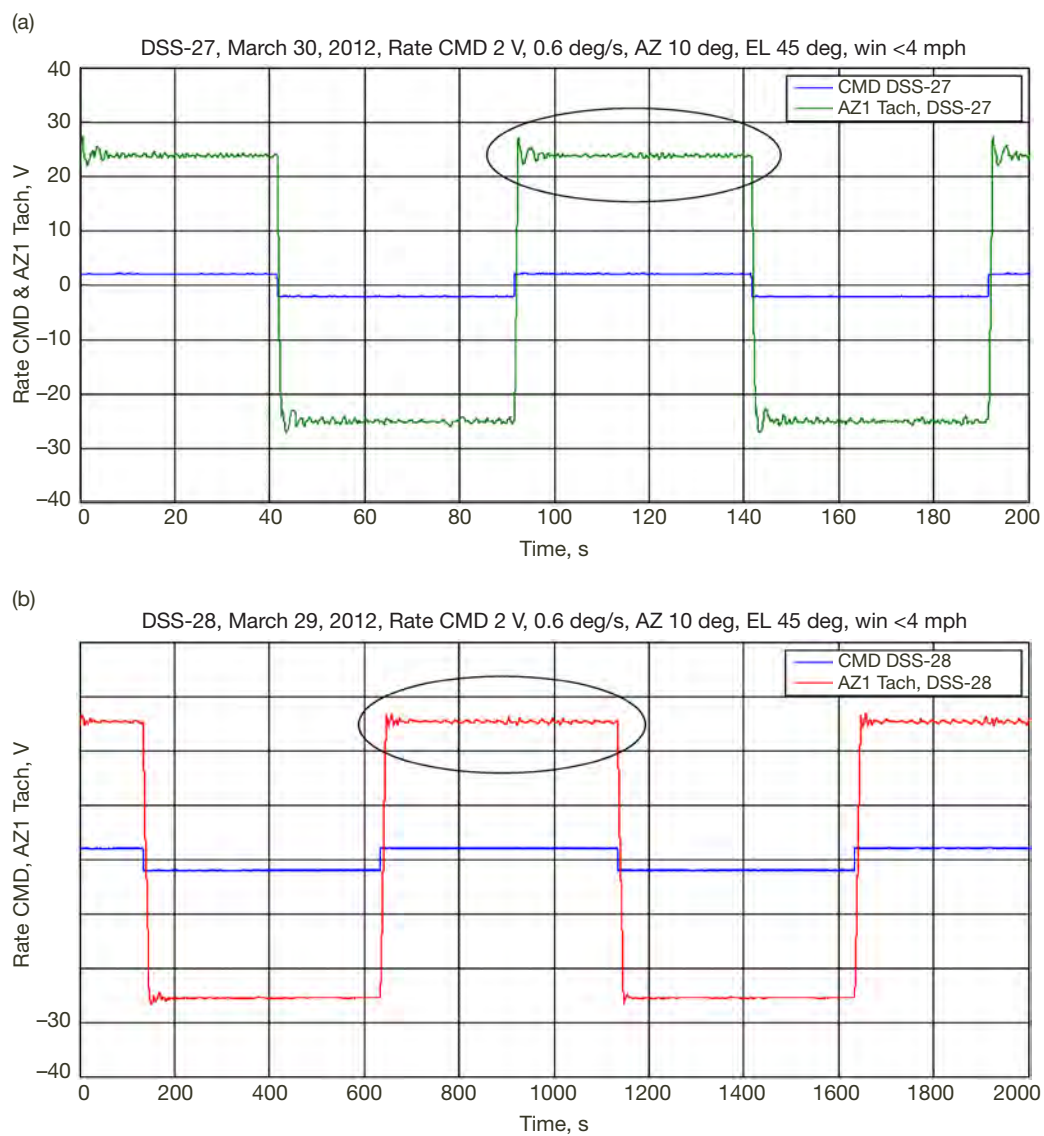 (a)
DSS-27, March 30, 2012, Rate CMD 2 V, 0.6 deg/s, AZ 10 deg, EL 45 deg, win <4 mph
CMD DSS-27
AZ1 Tach, DSS-27
Rate CMD & AZ1 Tach, V
40
30
20
10
0
–10
–20
–30
–40
0 20 40 60 80 100 120 140 160 180 200
Time, s
(b)
DSS-28, March 29, 2012, Rate CMD 2 V, 0.6 deg/s, AZ 10 deg, EL 45 deg, win <4 mph
CMD DSS-28
AZ1 Tach, DSS-28
Rate CMD, AZ1 Tach, V
–30
–40
0 200 400 600 800 1000 1200 1400 1600 1800 2000
Time, s